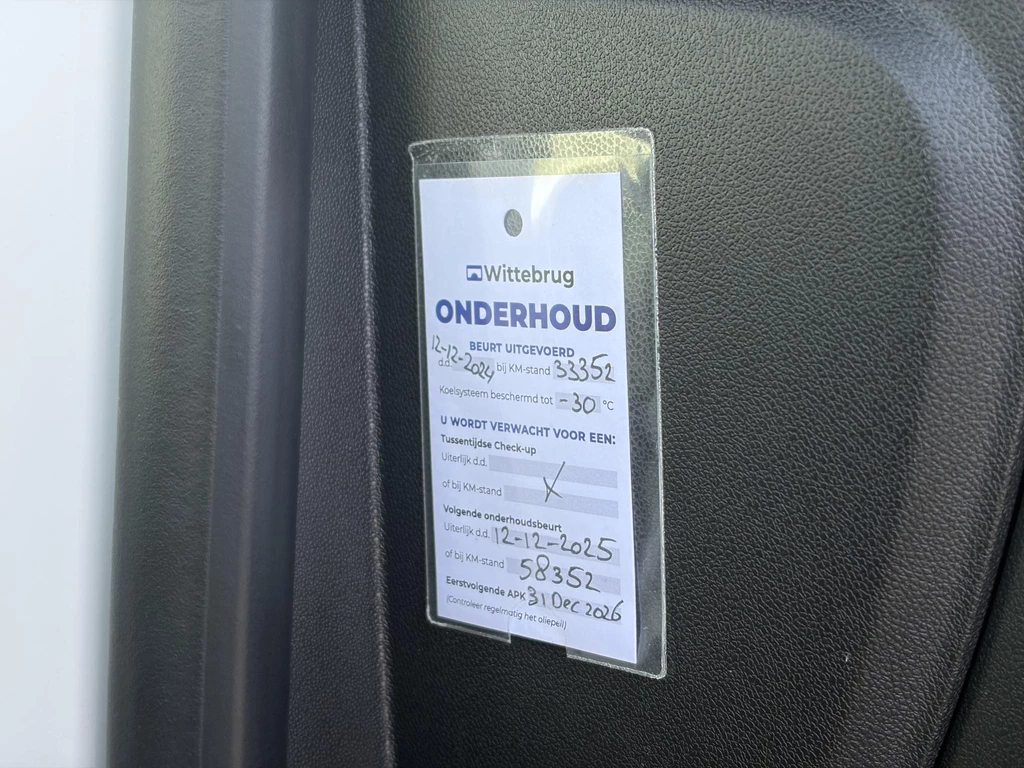 Wittebrug
ONDERHOUD
BEURT UITGEVOERD
d.d. 12-12-2024 bij KM-stand 33352
Koelsysteem beschermd tot -30 °C
U WORDT VERWACHT VOOR EEN:
Tussentijdse Check-up
Uiterlijk d.d.
of bij KM-stand
Volgende onderhoudsbeurt
Uiterlijk d.d. 12-12-2025
of bij KM-stand 58352
Eerstvolgende APK 31 Dec 2026
(Controleer regelmatig het oliepeil)